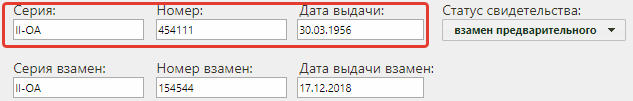 Серия: Номер: Дата выдачи: Статус свидетельства:
II-ОА 454111 30.03.1956 взамен предварительного
Серия взамен: Номер взамен: Дата выдачи взамен:
II-ОА 154544 17.12.2018